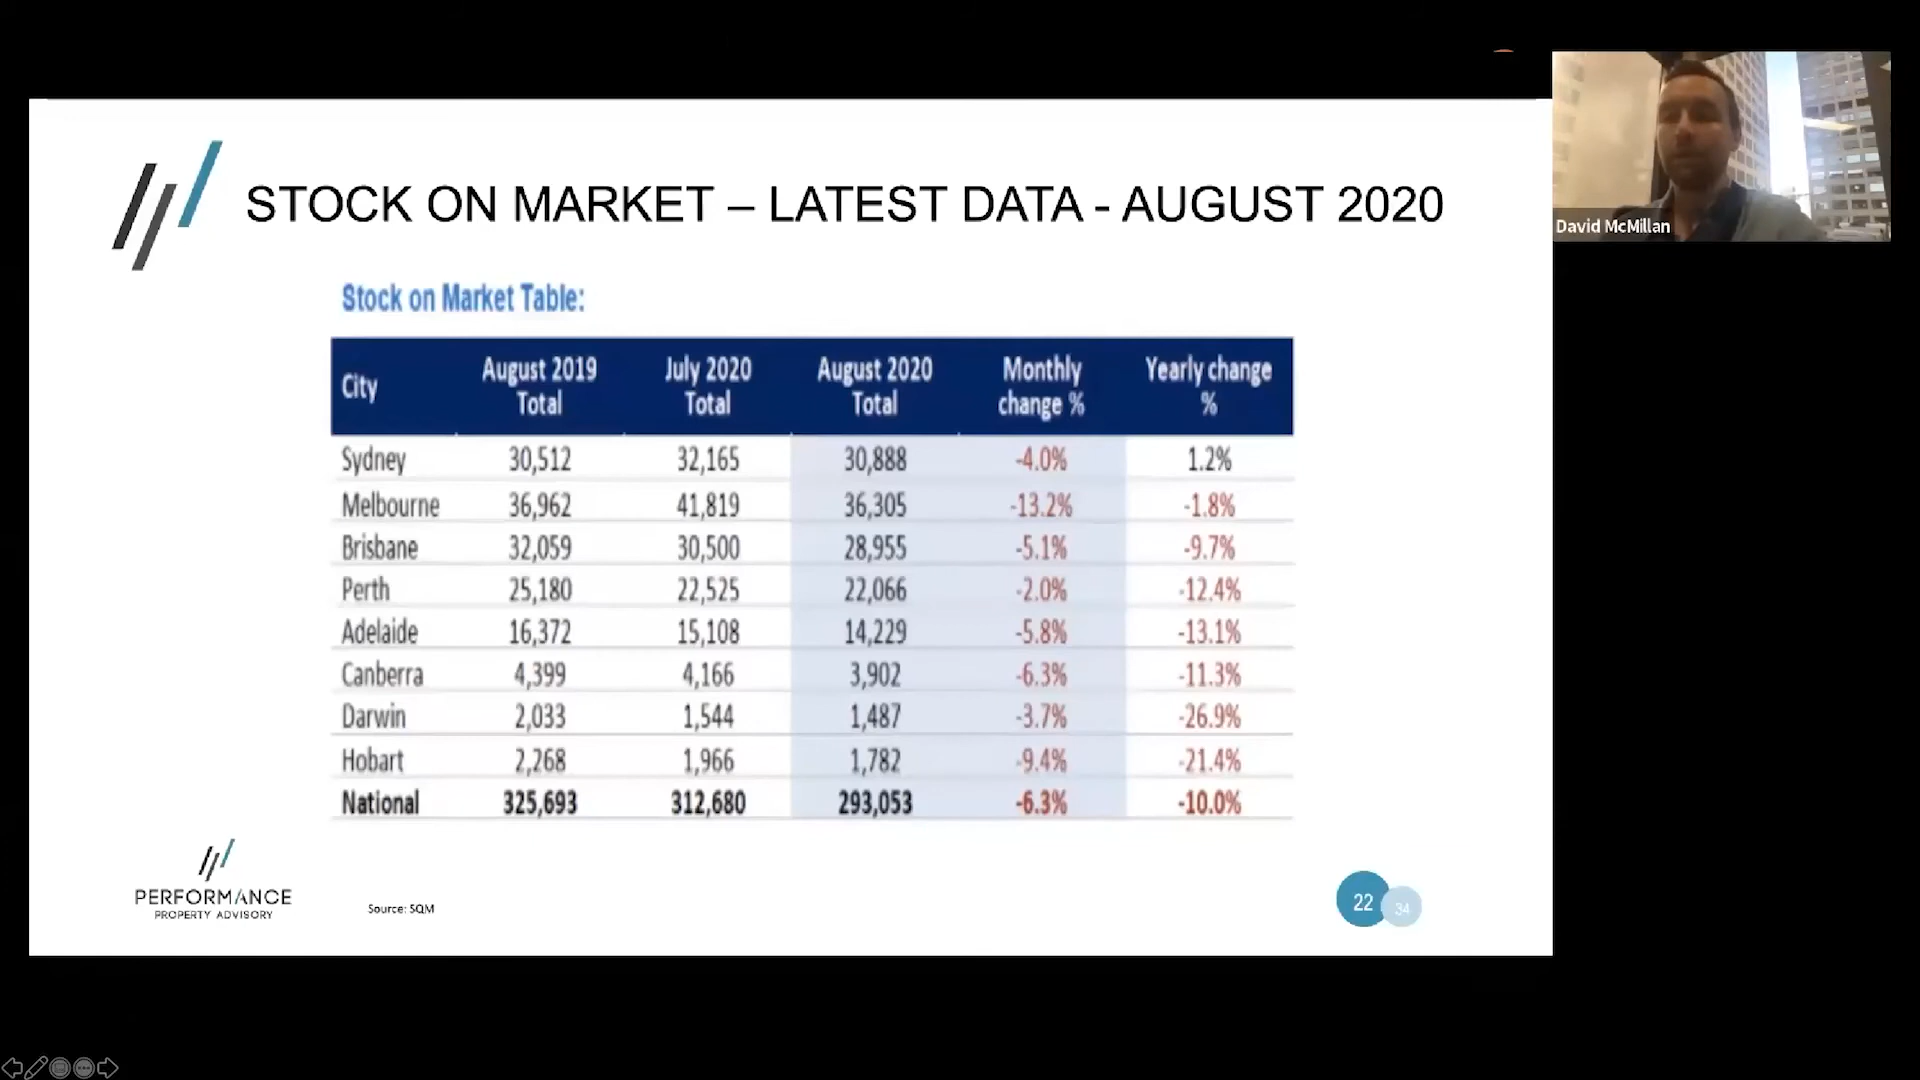 STOCK ON MARKET – LATEST DATA - AUGUST 2020
David McMillan
Stock on Market Table:
City August 2019 Total July 2020 Total August 2020 Total Monthly change % Yearly change %
Sydney 30,512 32,165 30,888 -4.0% 1.2%
Melbourne 36,962 41,819 36,305 -13.2% -1.8%
Brisbane 32,059 30,500 28,955 -5.1% -9.7%
Perth 25,180 22,525 22,066 -2.0% -12.4%
Adelaide 16,372 15,108 14,229 -5.8% -13.1%
Canberra 4,399 4,166 3,902 -6.3% -11.3%
Darwin 2,033 1,544 1,487 -3.7% -26.9%
Hobart 2,268 1,966 1,782 -9.4% -21.4%
National 325,693 312,680 293,053 -6.3% -10.0%
PERFORMANCE
PROPERTY ADVISORY
Source: SQM
22
34